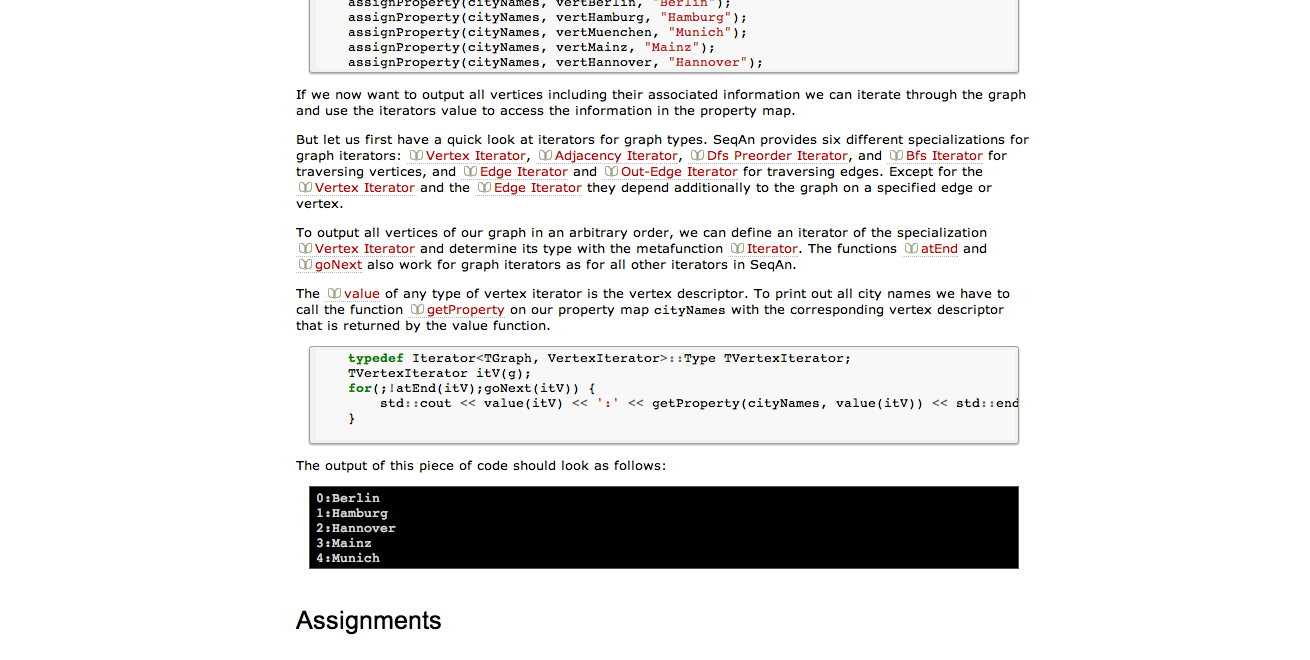 assignProperty(cityNames, vertBerlin, "Berlin");
assignProperty(cityNames, vertHamburg, "Hamburg");
assignProperty(cityNames, vertMuenchen, "Munich");
assignProperty(cityNames, vertMainz, "Mainz");
assignProperty(cityNames, vertHannover, "Hannover");
If we now want to output all vertices including their associated information we can iterate through the graph
and use the iterators value to access the information in the property map.
But let us first have a quick look at iterators for graph types. SeqAn provides six different specializations for
graph iterators: Vertex Iterator, Adjacency Iterator, Dfs Preorder Iterator, and Bfs Iterator for
traversing vertices, and Edge Iterator and Out-Edge Iterator for traversing edges. Except for the
Vertex Iterator and the Edge Iterator they depend additionally to the graph on a specified edge or
vertex.
To output all vertices of our graph in an arbitrary order, we can define an iterator of the specialization
Vertex Iterator and determine its type with the metafunction Iterator. The functions atEnd and
goNext also work for graph iterators as for all other iterators in SeqAn.
The value of any type of vertex iterator is the vertex descriptor. To print out all city names we have to
call the function getProperty on our property map cityNames with the corresponding vertex descriptor
that is returned by the value function.
typedef Iterator<TGraph, VertexIterator>::Type TVertexIterator;
TVertexIterator itV(g);
for(;!atEnd(itV);goNext(itV)) {
std::cout << value(itV) << ':' << getProperty(cityNames, value(itV)) << std::end
}
The output of this piece of code should look as follows:
0:Berlin
1:Hamburg
2:Hannover
3:Mainz
4:Munich
Assignments